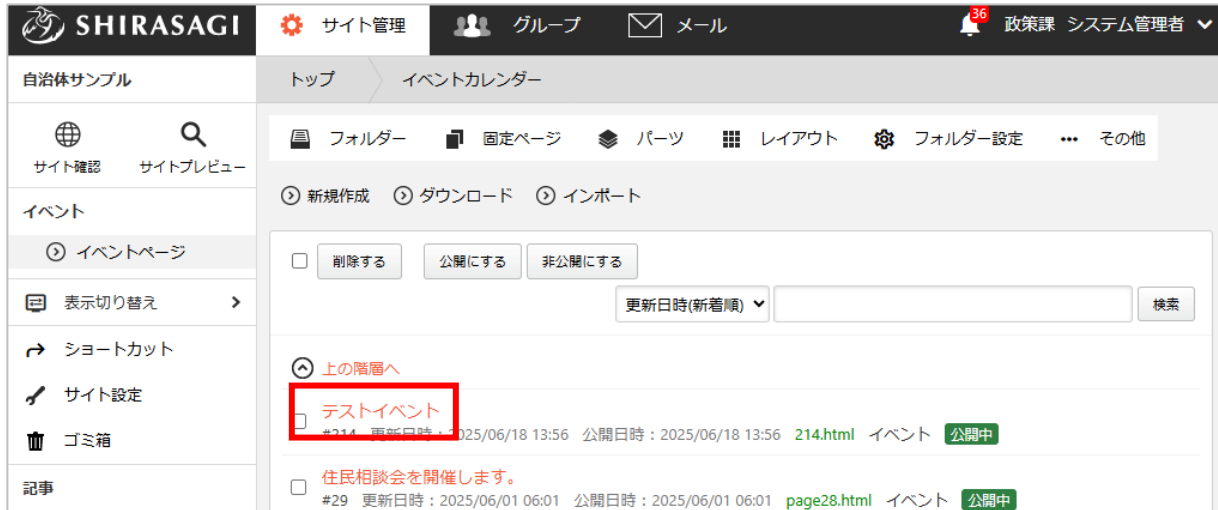 SHIRASAGI サイト管理 グループ メール 36 政策課 システム管理者
自治体サンプル
トップ イベントカレンダー
サイト確認 サイトプレビュー
フォルダー 固定ページ パーツ レイアウト フォルダー設定 ••• その他
新規作成 ダウンロード インポート
イベント
イベントページ
表示切り替え
ショートカット
サイト設定
ゴミ箱
記事
削除する 公開にする 非公開にする
更新日時(新着順) 検索
上の階層へ
テストイベント
#214 更新日時：2025/06/18 13:56 公開日時：2025/06/18 13:56 214.html イベント 公開中
住民相談会を開催します。
#29 更新日時：2025/06/01 06:01 公開日時：2025/06/01 06:01 page28.html イベント 公開中